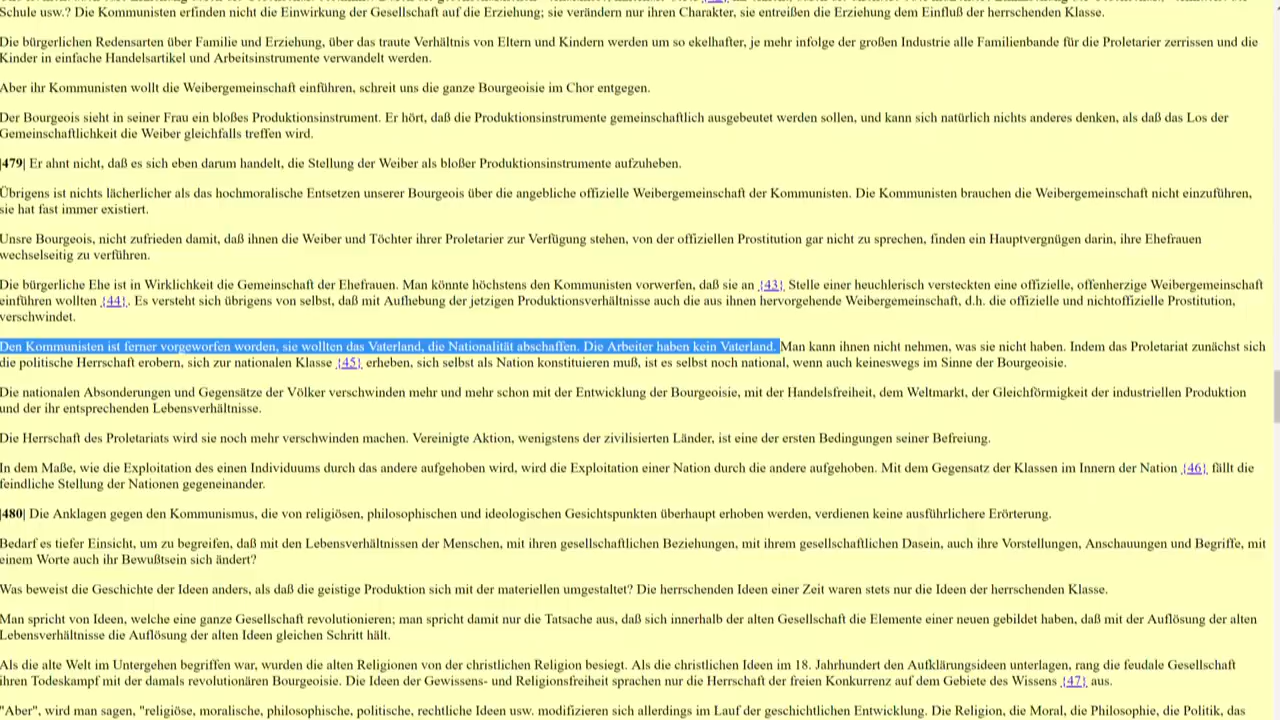 Schule usw.? Die Kommunisten erfinden nicht die Einwirkung der Gesellschaft auf die Erziehung; sie verändern nur ihren Charakter, sie entreißen die Erziehung dem Einfluß der herrschenden Klasse.
Die bürgerlichen Redensarten über Familie und Erziehung, über das traute Verhältnis von Eltern und Kindern werden um so ekelhafter, je mehr infolge der großen Industrie alle Familienbande für die Proletarier zerrissen und die
Kinder in einfache Handelsartikel und Arbeitsinstrumente verwandelt werden.
Aber ihr Kommunisten wollt die Weibergemeinschaft einführen, schreit uns die ganze Bourgeoisie im Chor entgegen.
Der Bourgeois sieht in seiner Frau ein bloßes Produktionsinstrument. Er hört, daß die Produktionsinstrumente gemeinschaftlich ausgebeutet werden sollen, und kann sich natürlich nichts anderes denken, als daß das Los der
Gemeinschaftlichkeit die Weiber gleichfalls treffen wird.
|479| Er ahnt nicht, daß es sich eben darum handelt, die Stellung der Weiber als bloßer Produktionsinstrumente aufzuheben.
Übrigens ist nichts lächerlicher als das hochmoralische Entsetzen unserer Bourgeois über die angebliche offizielle Weibergemeinschaft der Kommunisten. Die Kommunisten brauchen die Weibergemeinschaft nicht einzuführen,
sie hat fast immer existiert.
Unsre Bourgeois, nicht zufrieden damit, daß ihnen die Weiber und Töchter ihrer Proletarier zur Verfügung stehen, von der offiziellen Prostitution gar nicht zu sprechen, finden ein Hauptvergnügen darin, ihre Ehefrauen
wechselseitig zu verführen.
Die bürgerliche Ehe ist in Wirklichkeit die Gemeinschaft der Ehefrauen. Man könnte höchstens den Kommunisten vorwerfen, daß sie an {43} Stelle einer heuchlerisch versteckten eine offizielle, offenherzige Weibergemeinschaft
einführen wollten {44}. Es versteht sich übrigens von selbst, daß mit Aufhebung der jetzigen Produktionsverhältnisse auch die aus ihnen hervorgehende Weibergemeinschaft, d.h. die offizielle und nichtoffizielle Prostitution,
verschwindet.
Den Kommunisten ist ferner vorgeworfen worden, sie wollten das Vaterland, die Nationalität abschaffen. Die Arbeiter haben kein Vaterland. Man kann ihnen nicht nehmen, was sie nicht haben. Indem das Proletariat zunächst sich
die politische Herrschaft erobern, sich zur nationalen Klasse {45} erheben, sich selbst als Nation konstituieren muß, ist es selbst noch national, wenn auch keineswegs im Sinne der Bourgeoisie.
Die nationalen Absonderungen und Gegensätze der Völker verschwinden mehr und mehr schon mit der Entwicklung der Bourgeoisie, mit der Handelsfreiheit, dem Weltmarkt, der Gleichförmigkeit der industriellen Produktion
und der ihr entsprechenden Lebensverhältnisse.
Die Herrschaft des Proletariats wird sie noch mehr verschwinden machen. Vereinigte Aktion, wenigstens der zivilisierten Länder, ist eine der ersten Bedingungen seiner Befreiung.
In dem Maße, wie die Exploitation des einen Individuums durch das andere aufgehoben wird, wird die Exploitation einer Nation durch die andere aufgehoben. Mit dem Gegensatz der Klassen im Innern der Nation {46} fällt die
feindliche Stellung der Nationen gegeneinander.
|480| Die Anklagen gegen den Kommunismus, die von religiösen, philosophischen und ideologischen Gesichtspunkten überhaupt erhoben werden, verdienen keine ausführlichere Erörterung.
Bedarf es tiefer Einsicht, um zu begreifen, daß mit den Lebensverhältnissen der Menschen, mit ihren gesellschaftlichen Beziehungen, mit ihrem gesellschaftlichen Dasein, auch ihre Vorstellungen, Anschauungen und Begriffe, mit
einem Worte auch ihr Bewußtsein sich ändert?
Was beweist die Geschichte der Ideen anders, als daß die geistige Produktion sich mit der materiellen umgestaltet? Die herrschenden Ideen einer Zeit waren stets nur die Ideen der herrschenden Klasse.
Man spricht von Ideen, welche eine ganze Gesellschaft revolutionieren; man spricht damit nur die Tatsache aus, daß sich innerhalb der alten Gesellschaft die Elemente einer neuen gebildet haben, daß mit der Auflösung der alten
Lebensverhältnisse die Auflösung der alten Ideen gleichen Schritt hält.
Als die alte Welt im Untergehen begriffen war, wurden die alten Religionen von der christlichen Religion besiegt. Als die christlichen Ideen im 18. Jahrhundert den Aufklärungsideen unterlagen, rang die feudale Gesellschaft
ihren Todeskampf mit der damals revolutionären Bourgeoisie. Die Ideen der Gewissens- und Religionsfreiheit sprachen nur die Herrschaft der freien Konkurrenz auf dem Gebiete des Wissens {47} aus.
"Aber", wird man sagen, "religiöse, moralische, philosophische, politische, rechtliche Ideen usw. modifizieren sich allerdings im Lauf der geschichtlichen Entwicklung. Die Religion, die Moral, die Philosophie, die Politik, das